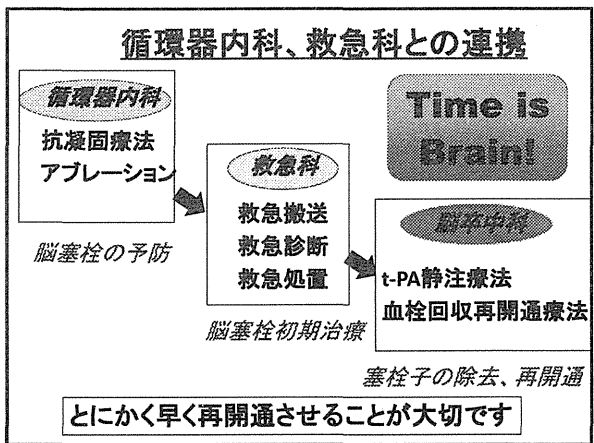 循環器内科、救急科との連携
Time is
Brain!
循環器内科
抗凝固療法
アブレーション
脳塞栓の予防
救急科
救急搬送
救急診断
救急処置
脳塞栓初期治療
脳卒中科
t-PA静注療法
血栓回収再開通療法
塞栓子の除去、再開通
とにかく早く再開通させることが大切です